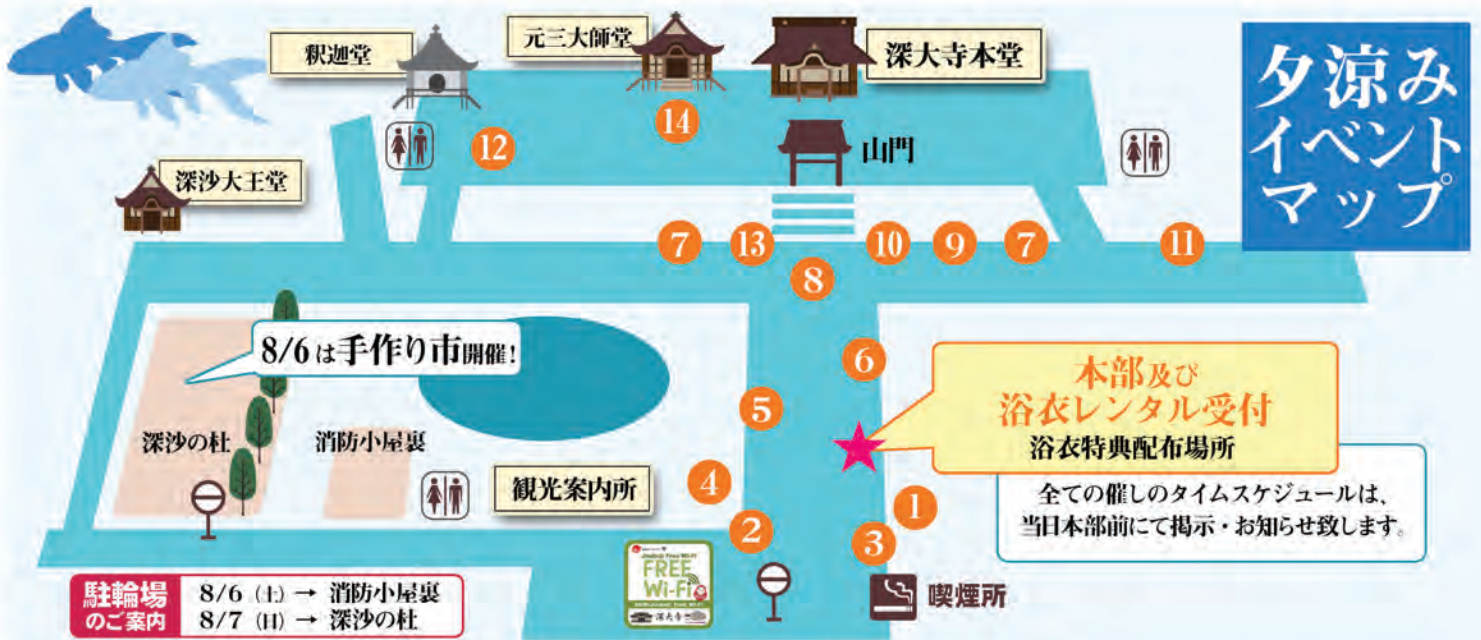 夕涼み
イベント
マップ
釈迦堂
元三大師堂
深大寺本堂
山門
深沙大王堂
12
14
7
13
10
9
7
11
8
8/6は手作り市開催!
6
本部及び
浴衣レンタル受付
浴衣特典配布場所
5
深沙の杜
消防小屋裏
観光案内所
4
1
全ての催しのタイムスケジュールは、
当日本部前にて掲示・お知らせ致します。
2
3
FREE
Wi-Fi
深大寺
喫煙所
駐輪場
のご案内
8/6(土)→ 消防小屋裏
8/7(日)→ 深沙の杜